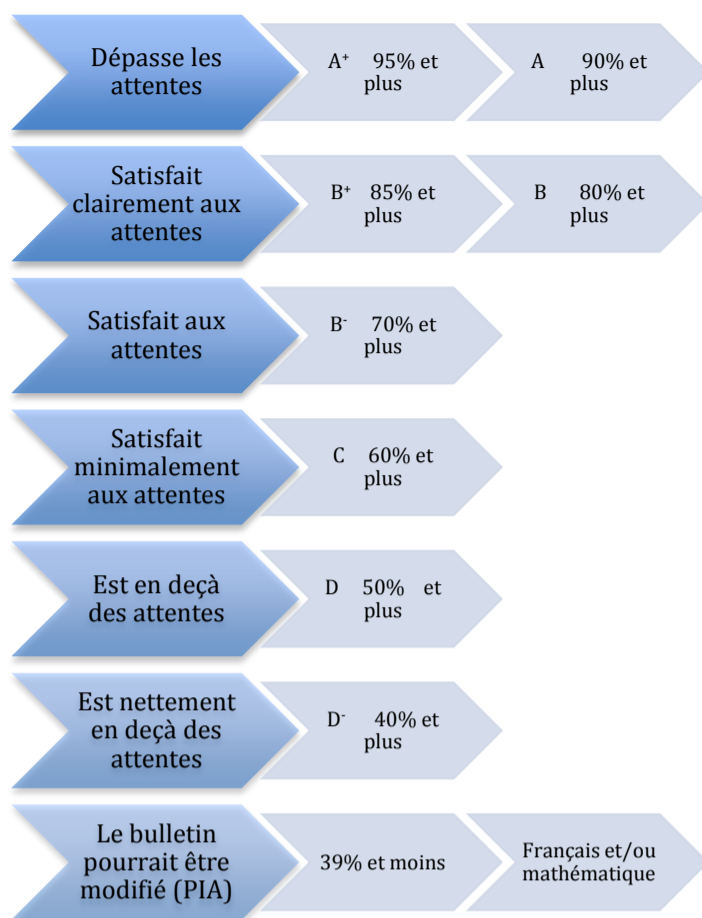 Dépasse les
attentes
A⁺ 95% et
plus
A 90% et
plus
Satisfait
clairement aux
attentes
B⁺ 85% et
plus
B 80% et
plus
Satisfait aux
attentes
B⁻ 70% et
plus
Satisfait
minimalement
aux attentes
C 60% et
plus
Est en deçà
des attentes
D 50% et
plus
Est nettement
en deçà des
attentes
D⁻ 40% et
plus
Le bulletin
pourrait être
modifié (PIA)
39% et moins
Français et/ou
mathématique